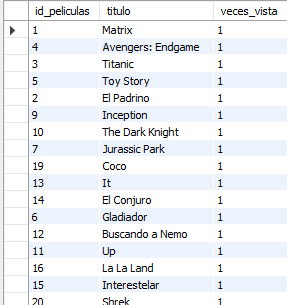 id_peliculas titulo veces_vista
1 Matrix 1
4 Avengers: Endgame 1
3 Titanic 1
5 Toy Story 1
2 El Padrino 1
9 Inception 1
10 The Dark Knight 1
7 Jurassic Park 1
19 Coco 1
13 It 1
14 El Conjuro 1
6 Gladiador 1
12 Buscando a Nemo 1
11 Up 1
16 La La Land 1
15 Interestelar 1
20 Shrek 1